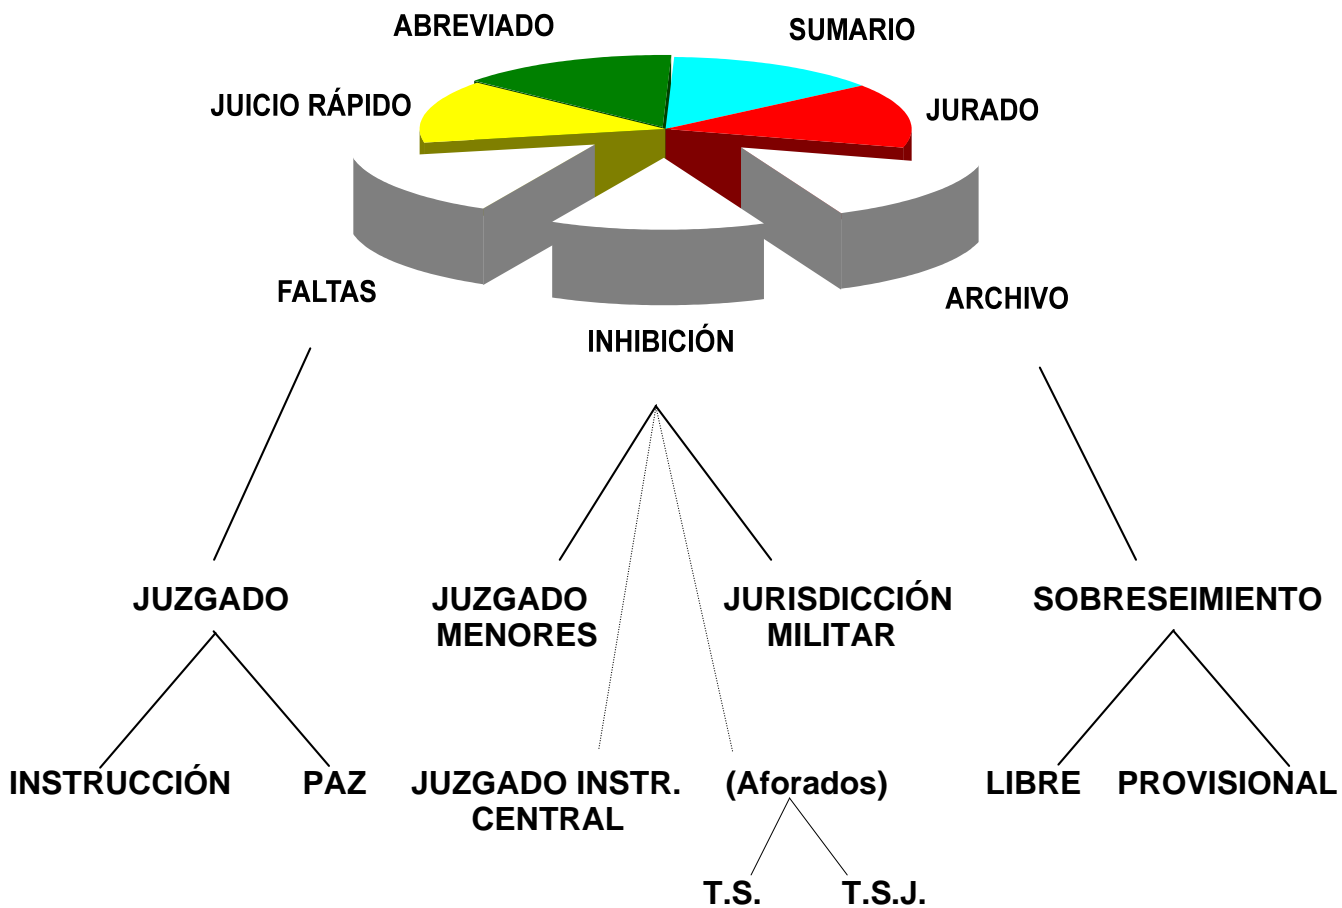 ABREVIADO
SUMARIO
JUICIO RÁPIDO
JURADO
FALTAS
ARCHIVO
INHIBICIÓN
JUZGADO
JUZGADO
MENORES
JURISDICCIÓN
MILITAR
SOBRESEIMIENTO
INSTRUCCIÓN
PAZ
JUZGADO INSTR.
CENTRAL
(Aforados)
LIBRE
PROVISIONAL
T.S.
T.S.J.